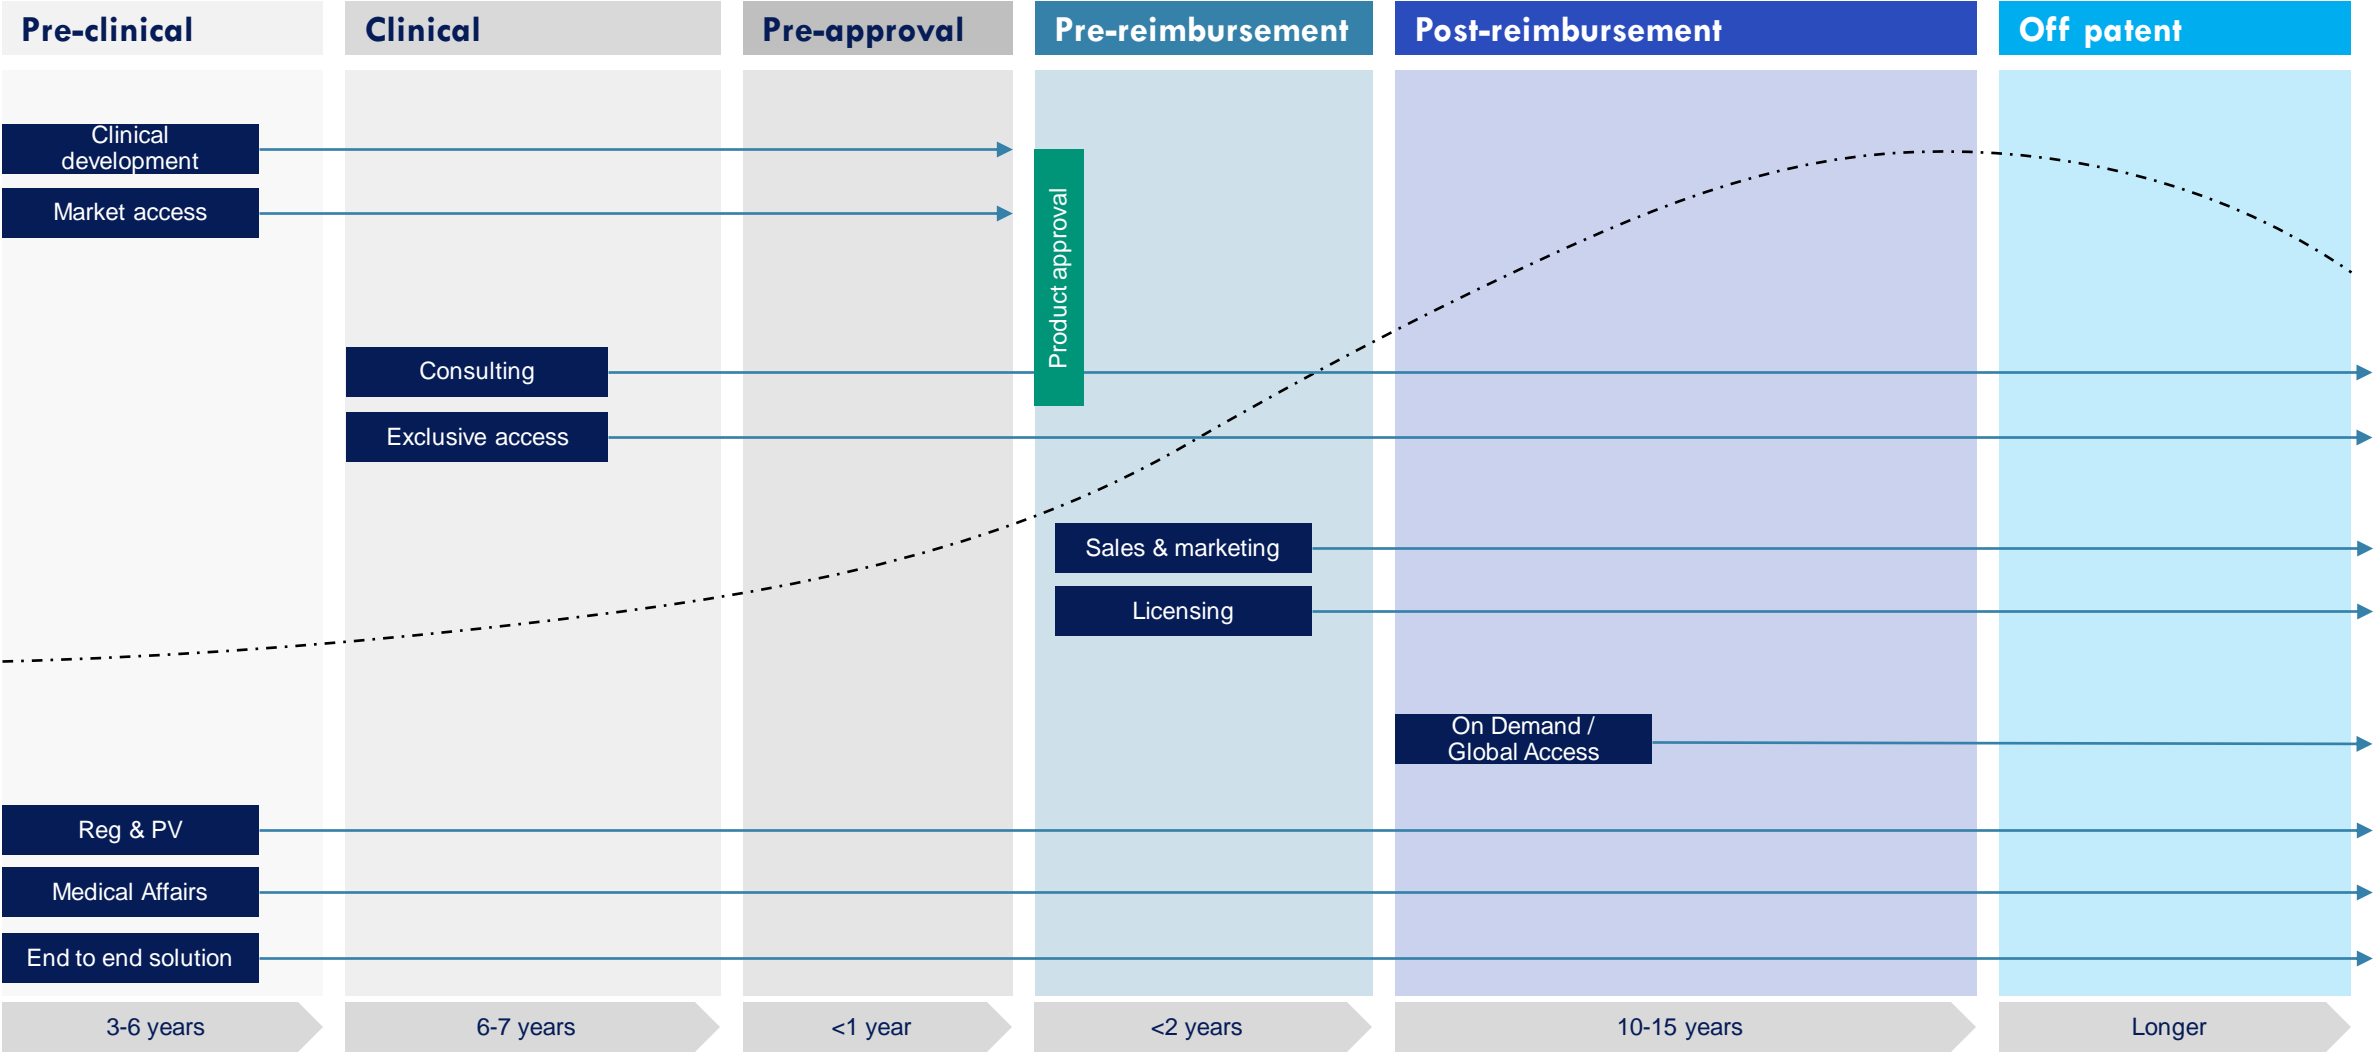 Pre-clinical
Clinical
Pre-approval
Pre-reimbursement
Post-reimbursement
Off patent
Clinical
development
Market access
Product approval
Consulting
Exclusive access
Sales & marketing
Licensing
On Demand /
Global Access
Reg & PV
Medical Affairs
End to end solution
3-6 years
6-7 years
<1 year
<2 years
10-15 years
Longer